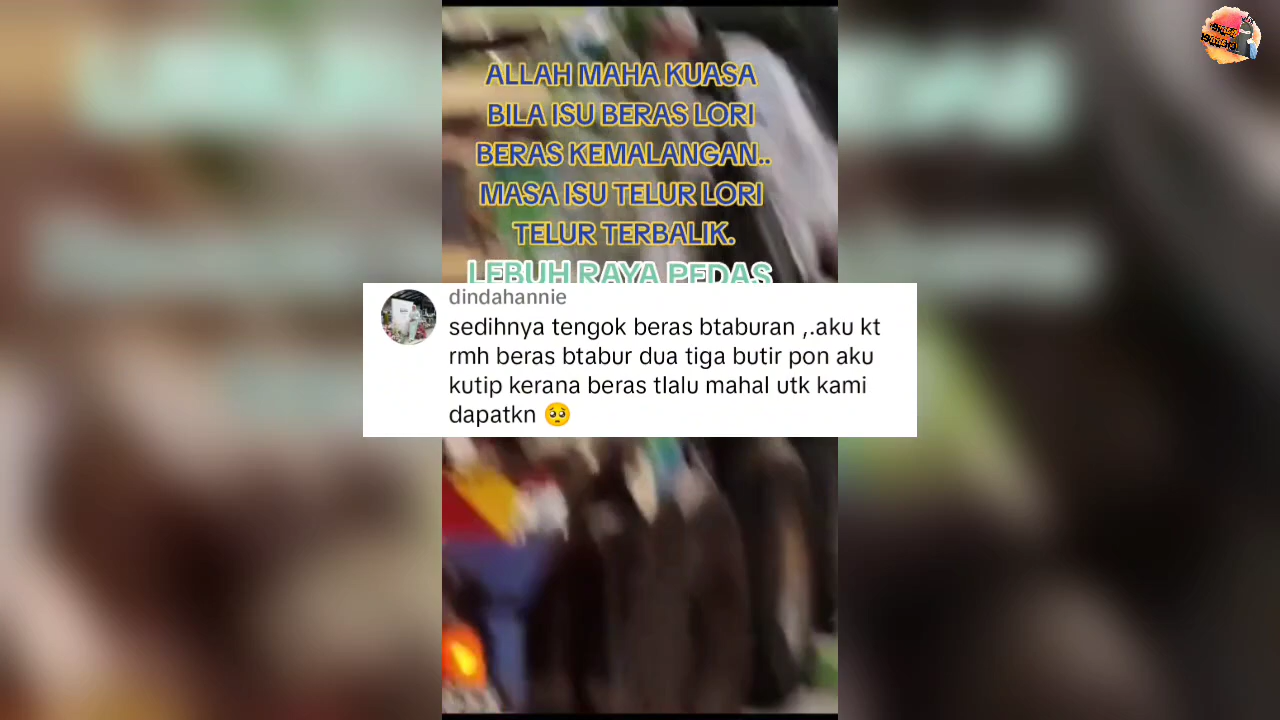 ALLAH MAHA KUASA
BILA ISU BERAS LORI
BERAS KEMALANGAN..
MASA ISU TELUR LORI
TELUR TERBALIK.
LEBUH RAYA PEDAS
dindahannie
sedihnya tengok beras btaburan ,.aku kt
rmh beras btabur dua tiga butir pon aku
kutip kerana beras tlalu mahal utk kami
dapatkn 🥺